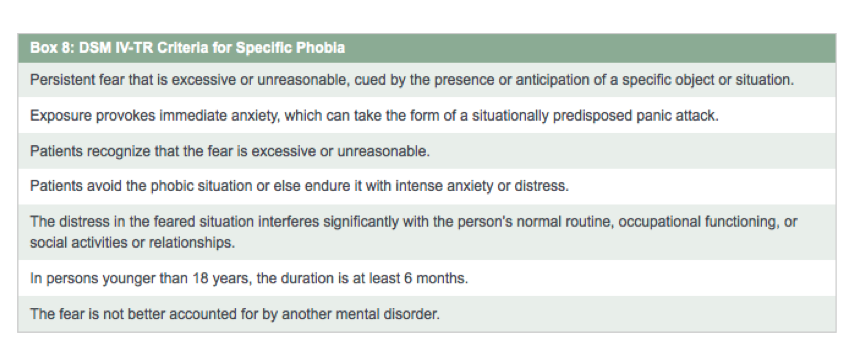 Box 8: DSM IV-TR Criteria for Specific Phobia
Persistent fear that is excessive or unreasonable, cued by the presence or anticipation of a specific object or situation.
Exposure provokes immediate anxiety, which can take the form of a situationally predisposed panic attack.
Patients recognize that the fear is excessive or unreasonable.
Patients avoid the phobic situation or else endure it with intense anxiety or distress.
The distress in the feared situation interferes significantly with the person's normal routine, occupational functioning, or
social activities or relationships.
In persons younger than 18 years, the duration is at least 6 months.
The fear is not better accounted for by another mental disorder.